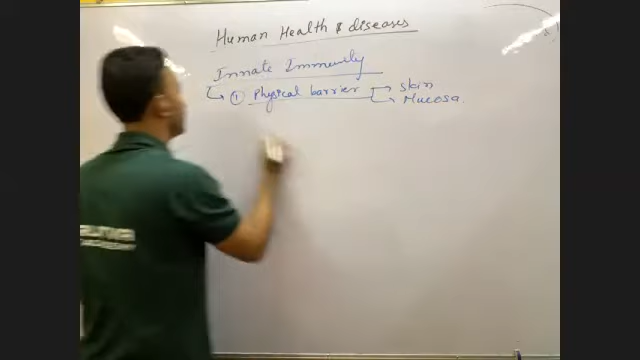 Human Health & diseases
Innate Immunity
① Physical barrier → skin
→ Mucosa.